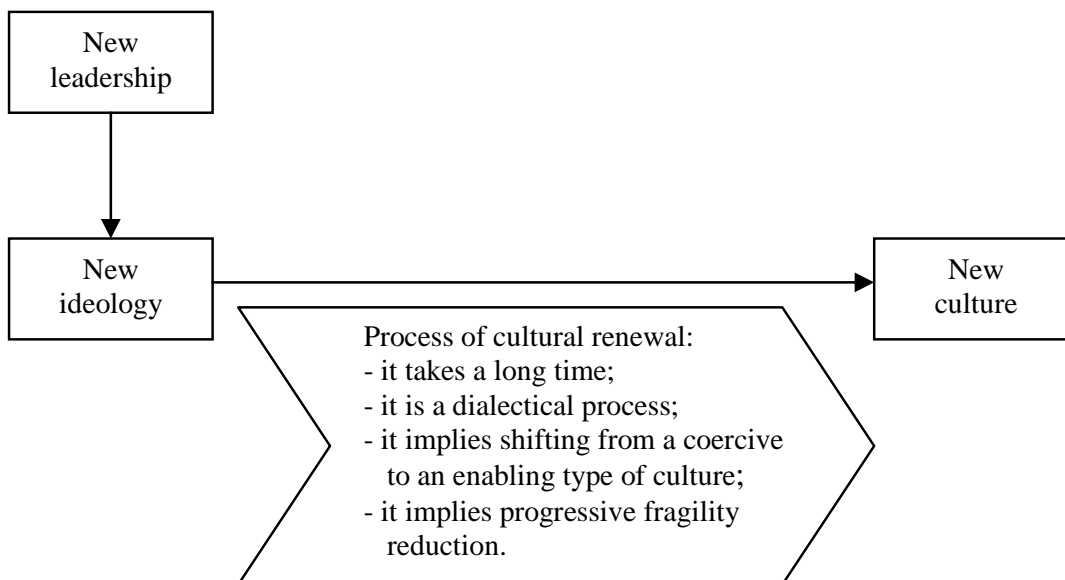 New
leadership
New
ideology
New
culture
Process of cultural renewal:
- it takes a long time;
- it is a dialectical process;
- it implies shifting from a coercive
to an enabling type of culture;
- it implies progressive fragility
reduction.